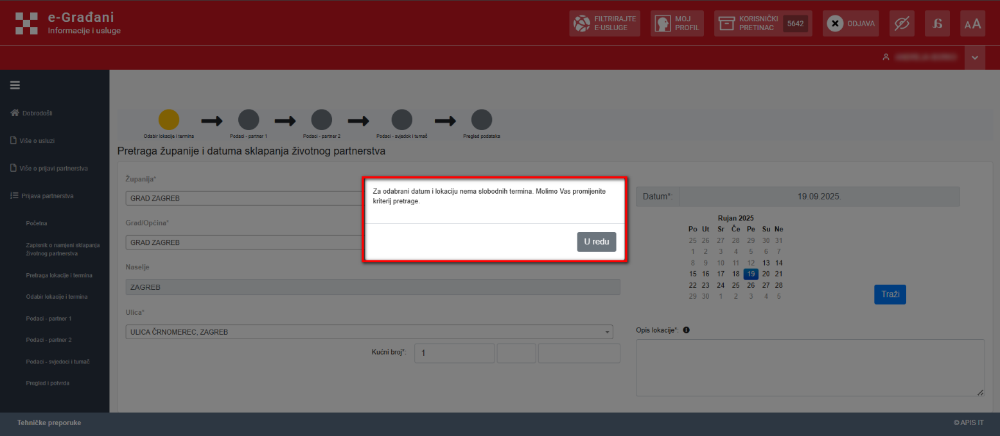 e-Građani
Informacije i usluge
FILTRIRAJTE
E-USLUGE
MOJ
PROFIL
KORISNIČKI
PRETINAC
5642
ODJAVA
AA
Dobrodošli
Više o usluzi
Više o prijavi partnerstva
Prijava partnerstva
Početna
Zapisnik o namjeni sklapanja
životnog partnerstva
Pretraga lokacije i termina
Odabir lokacije i termina
Podaci - partner 1
Podaci - partner 2
Podaci - svjedoci i tumač
Pregled i potvrda
Odabir lokacije i termina
Podaci - partner 1
Podaci - partner 2
Podaci - svjedok i tumač
Pregled podataka
Pretraga županije i datuma sklapanja životnog partnerstva
Županija*
GRAD ZAGREB
Grad/Općina*
GRAD ZAGREB
Naselje
ZAGREB
Ulica*
ULICA ČRNOMEREC, ZAGREB
Kućni broj*:
1
Za odabrani datum i lokaciju nema slobodnih termina. Molimo Vas promijenite
kriterij pretrage.
U redu
Datum*:
19.09.2025.
Rujan 2025
Po Ut Sr Če Pe Su Ne
25 26 27 28 29 30 31
1 2 3 4 5 6 7
8 9 10 11 12 13 14
15 16 17 18 19 20 21
22 23 24 25 26 27 28
29 30 1 2 3 4 5
Traži
Opis lokacije*:
Tehničke preporuke
© APIS IT